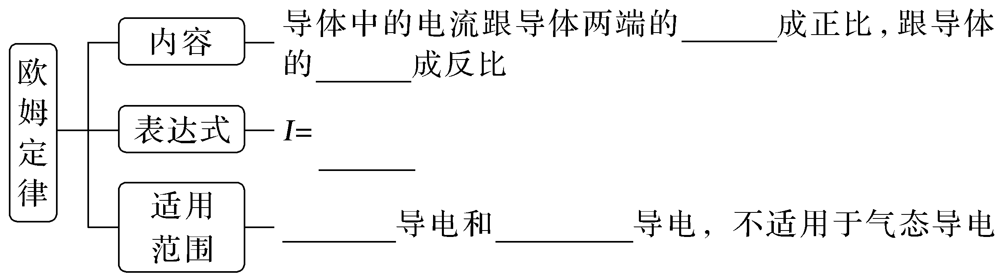 欧姆定律
内容
导体中的电流跟导体两端的______成正比,跟导体
的______成反比
表达式
I=______
适用
范围
______导电和______导电，不适用于气态导电